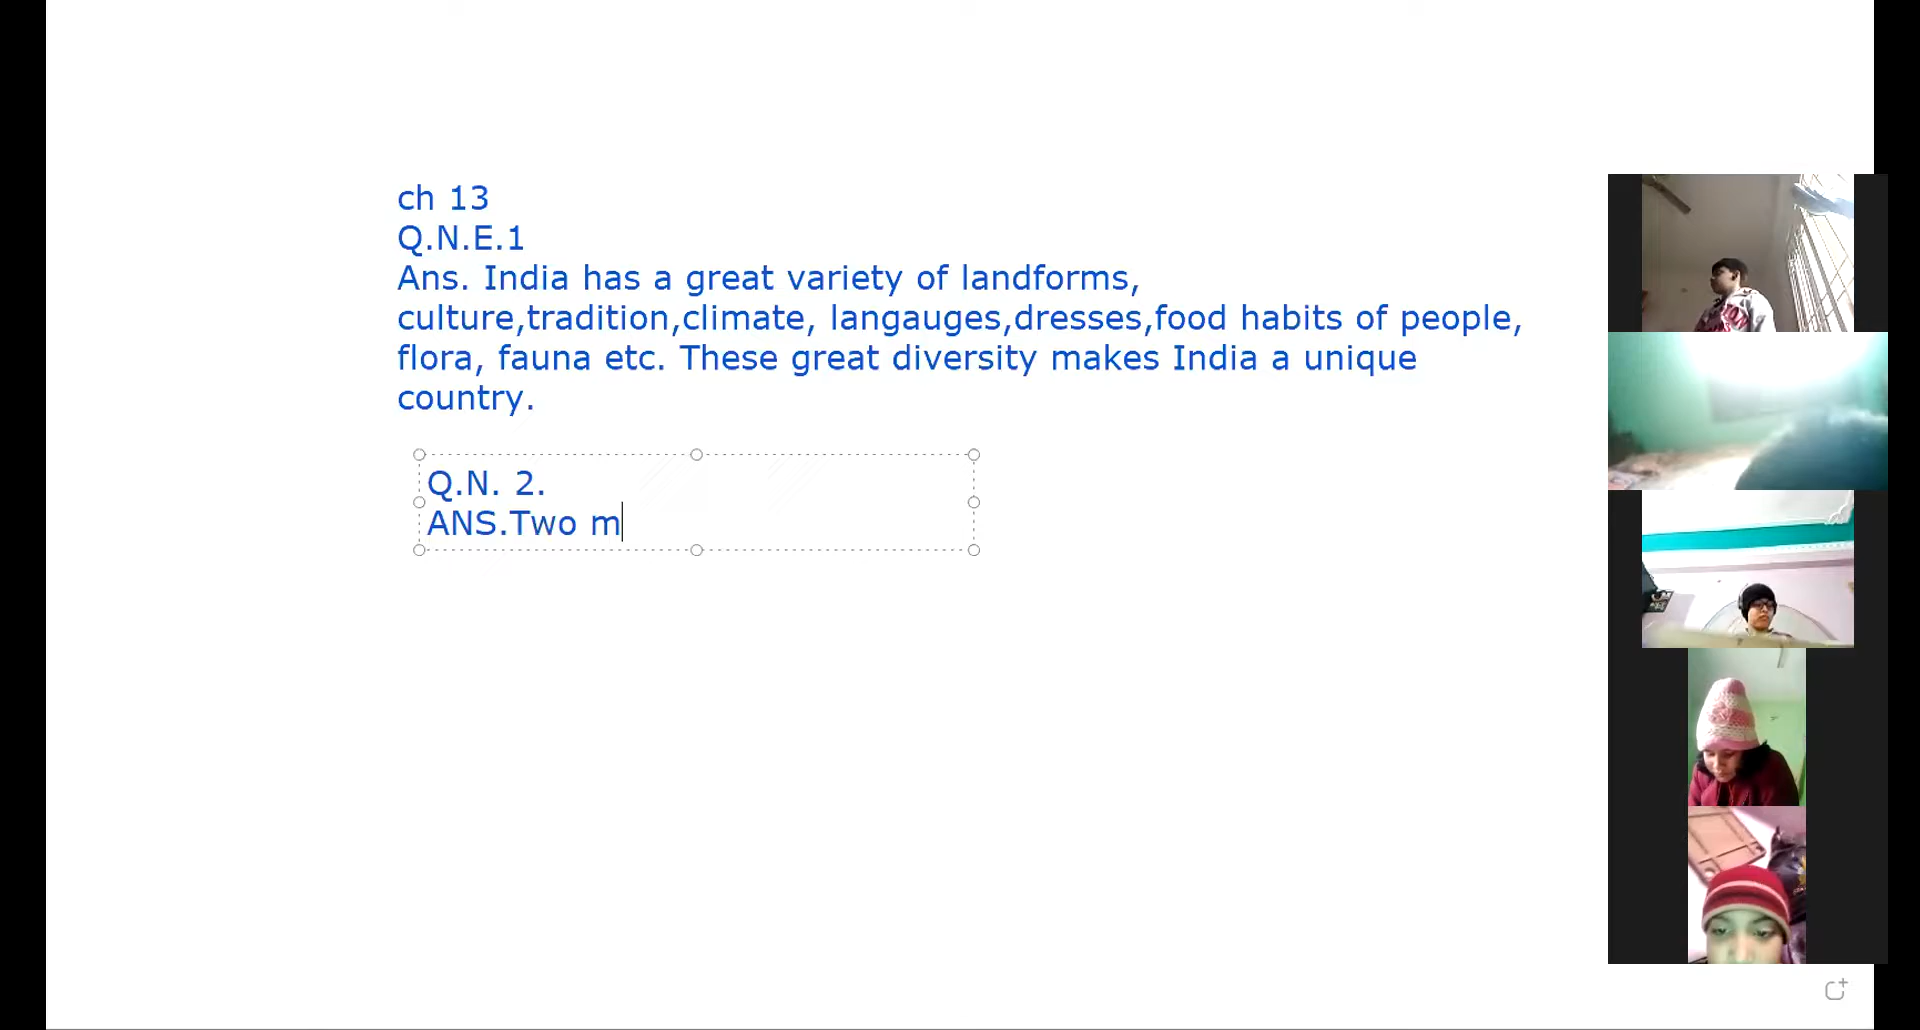 ch 13
Q.N.E.1
Ans. India has a great variety of landforms,
culture,tradition,climate, langauges,dresses,food habits of people,
flora, fauna etc. These great diversity makes India a unique
country.
Q.N. 2.
ANS.Two m